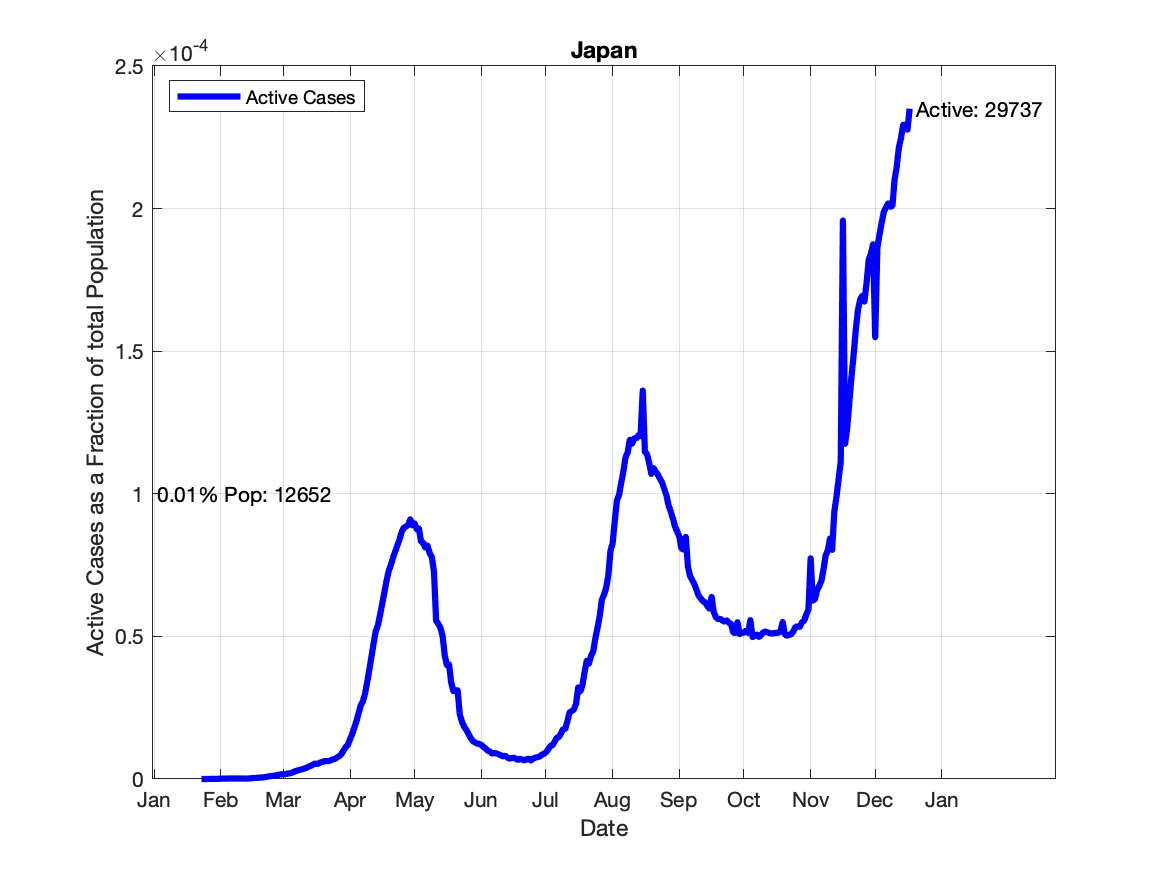 Japan
×10⁻⁴
2.5
2
1.5
1
0.5
0
Active Cases as a Fraction of total Population
Active Cases
Active: 29737
0.01% Pop: 12652
Jan Feb Mar Apr May Jun Jul Aug Sep Oct Nov Dec Jan
Date